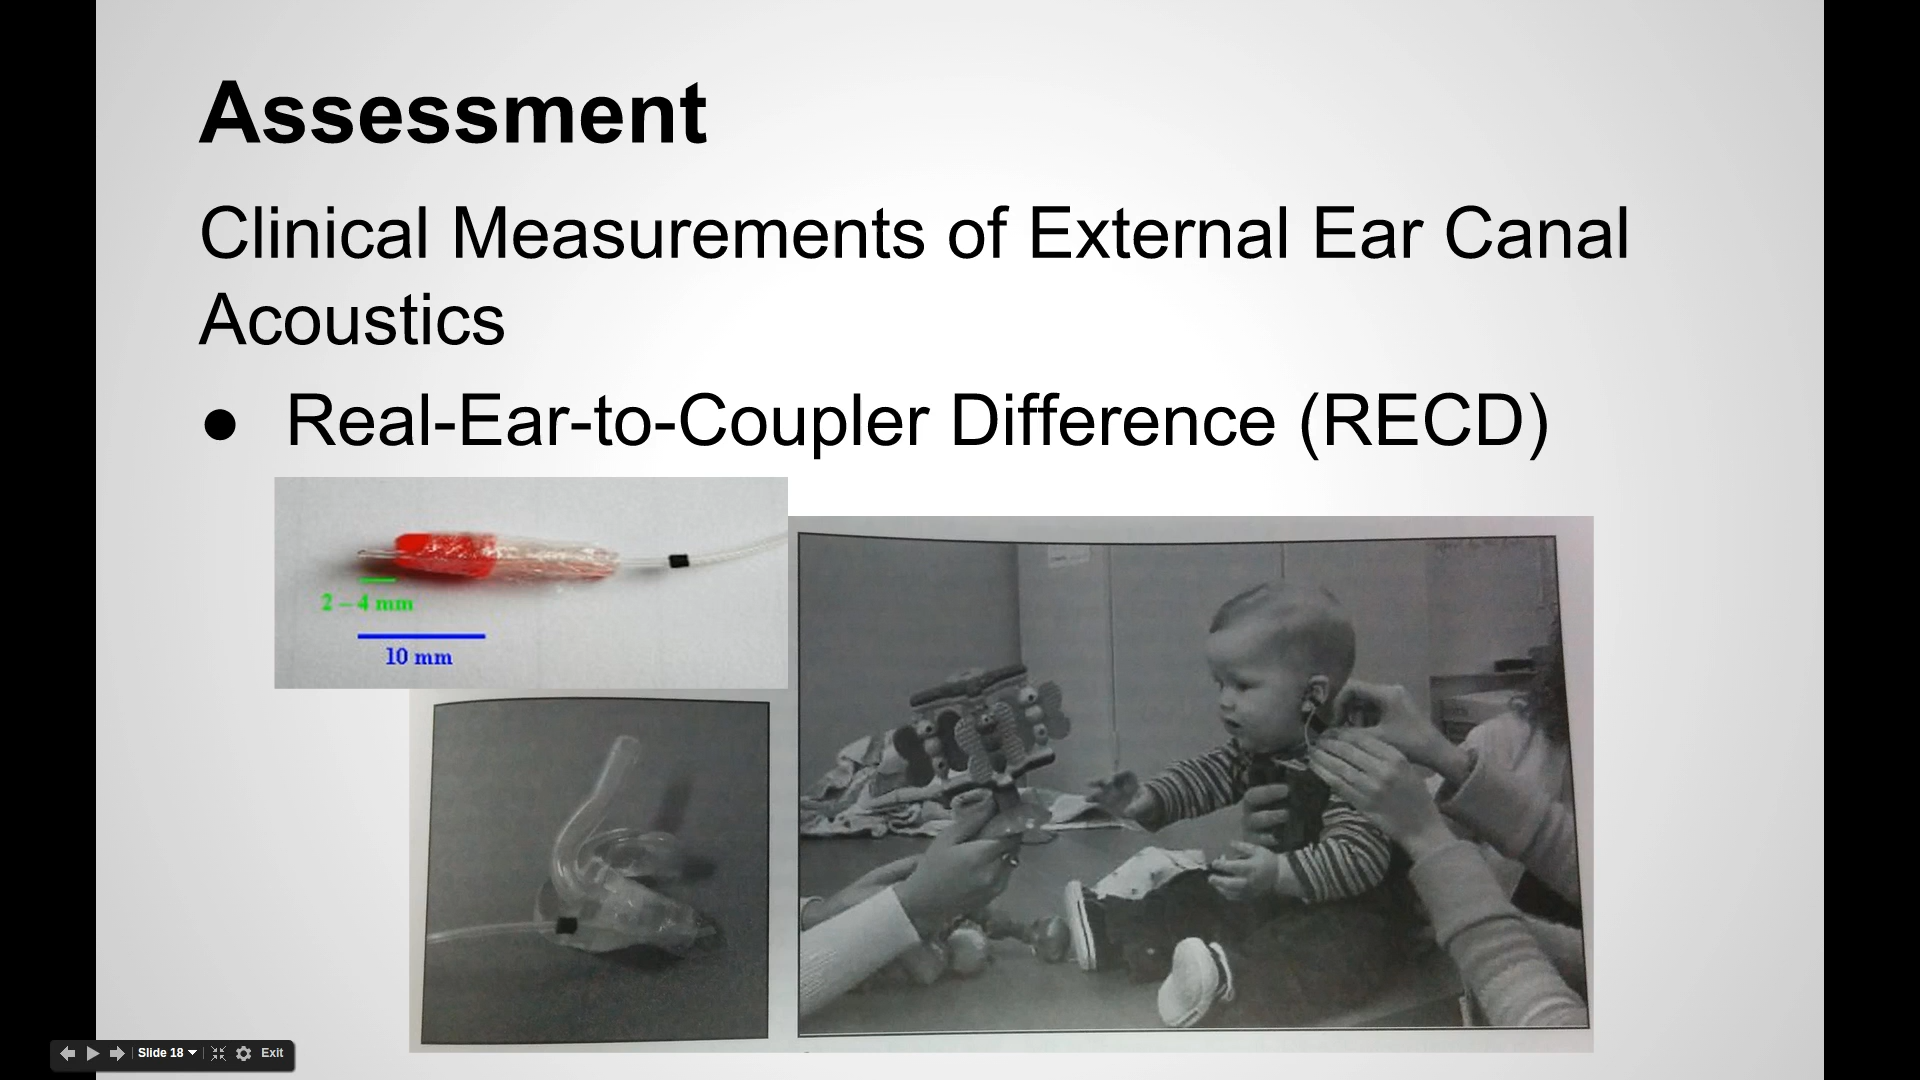 Assessment
Clinical Measurements of External Ear Canal
Acoustics
● Real-Ear-to-Coupler Difference (RECD)
2 – 4 mm
10 mm
Slide 18
Exit